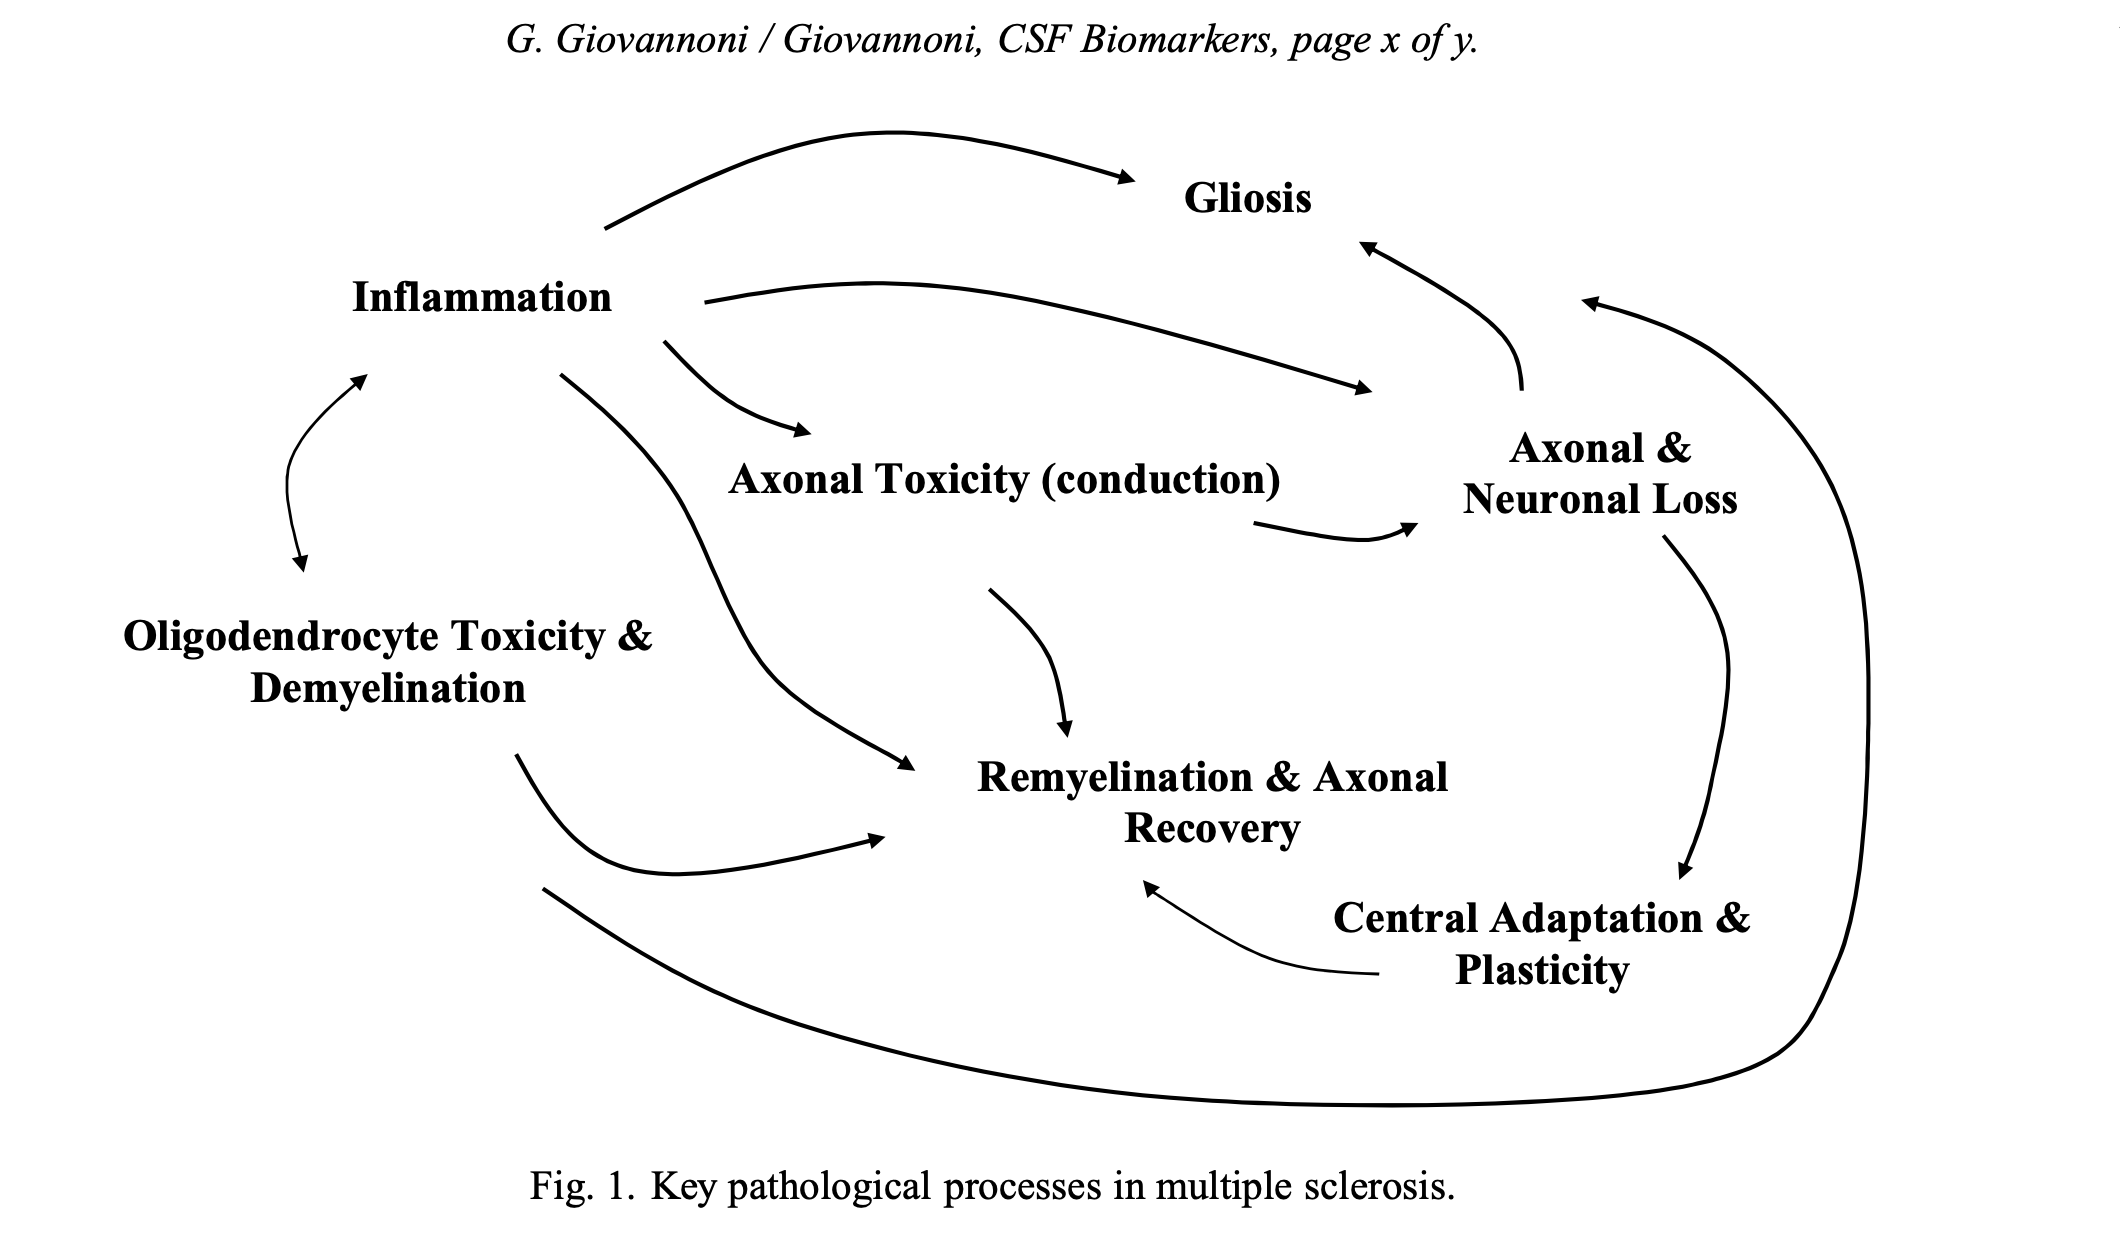 G. Giovannoni / Giovannoni, CSF Biomarkers, page x of y.
Gliosis
Inflammation
Axonal &
Neuronal Loss
Axonal Toxicity (conduction)
Oligodendrocyte Toxicity &
Demyelination
Remyelination & Axonal
Recovery
Central Adaptation &
Plasticity
Fig. 1. Key pathological processes in multiple sclerosis.